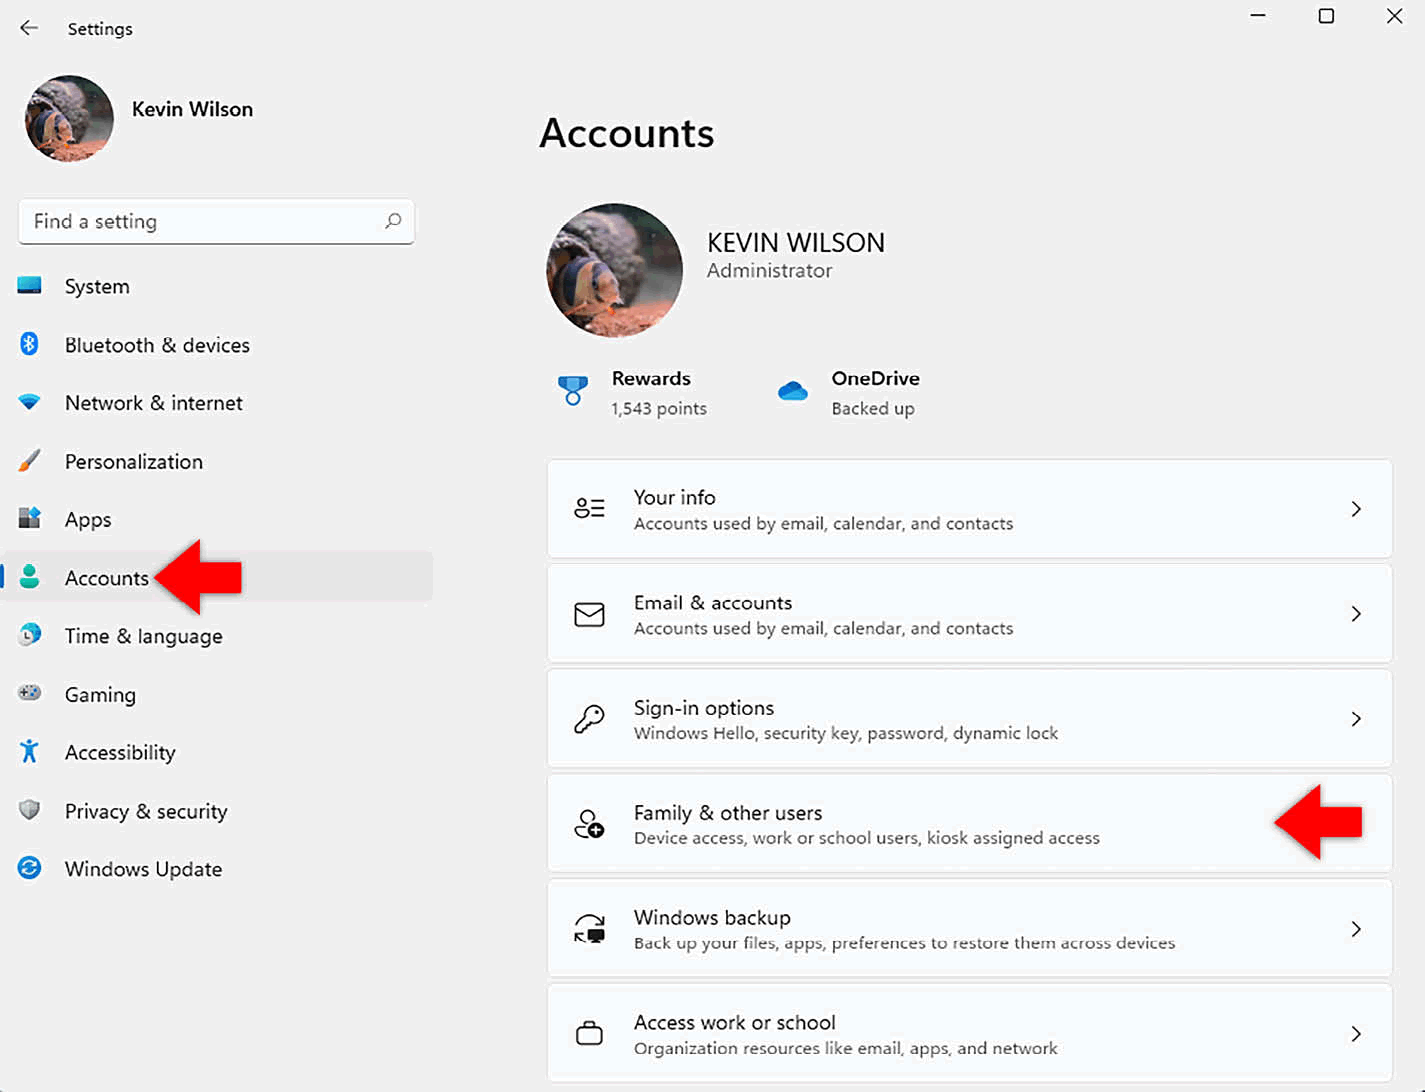 Settings
Kevin Wilson
Find a setting
System
Bluetooth & devices
Network & internet
Personalization
Apps
Accounts
Time & language
Gaming
Accessibility
Privacy & security
Windows Update
Accounts
KEVIN WILSON
Administrator
Rewards
1,543 points
OneDrive
Backed up
Your info
Accounts used by email, calendar, and contacts
Email & accounts
Accounts used by email, calendar, and contacts
Sign-in options
Windows Hello, security key, password, dynamic lock
Family & other users
Device access, work or school users, kiosk assigned access
Windows backup
Back up your files, apps, preferences to restore them across devices
Access work or school
Organization resources like email, apps, and network